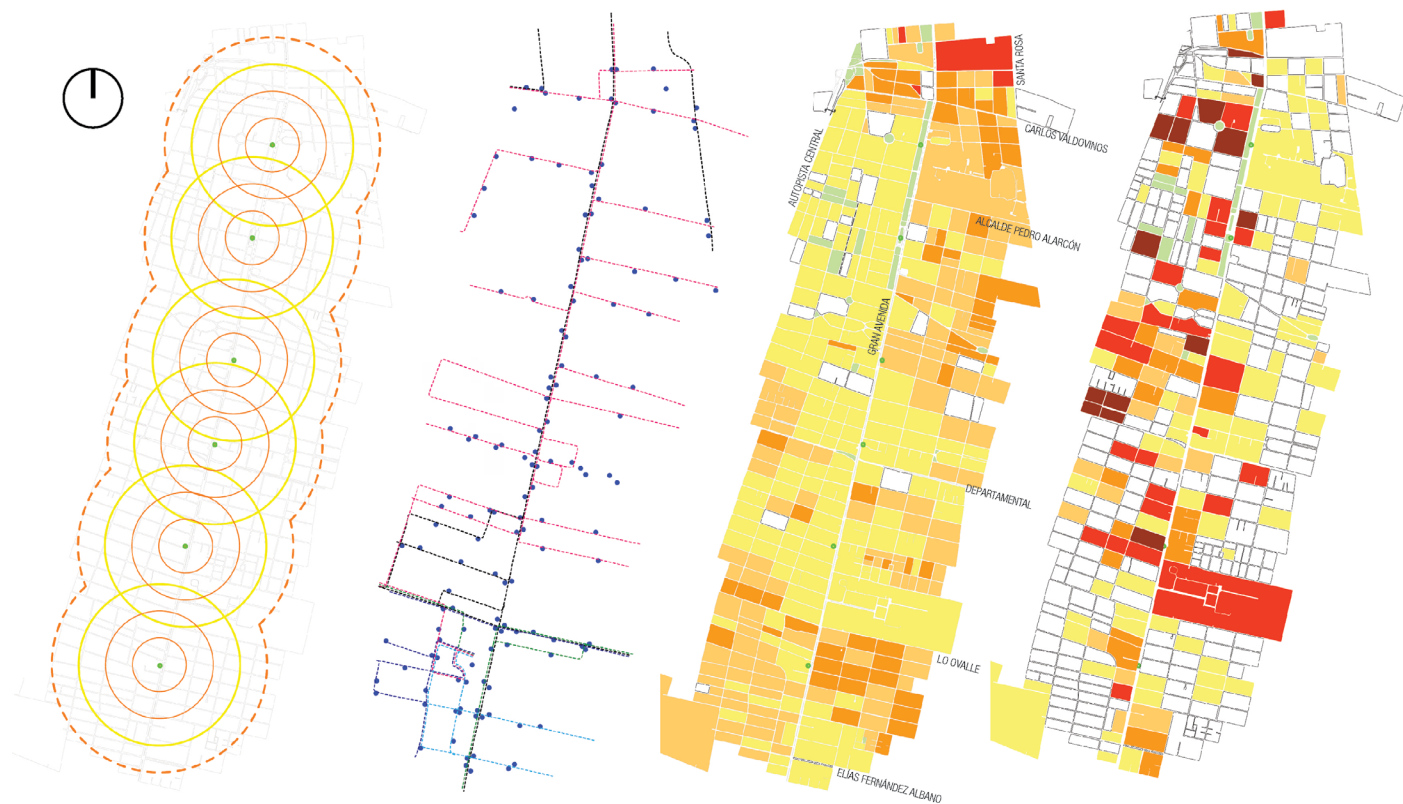 SANTA ROSA
CARLOS VALDOVINOS
AUTOPISTA CENTRAL
ALCALDE PEDRO ALARCÓN
GRAN AVENIDA
DEPARTAMENTAL
LO OVALLE
ELÍAS FERNÁNDEZ ALBANO